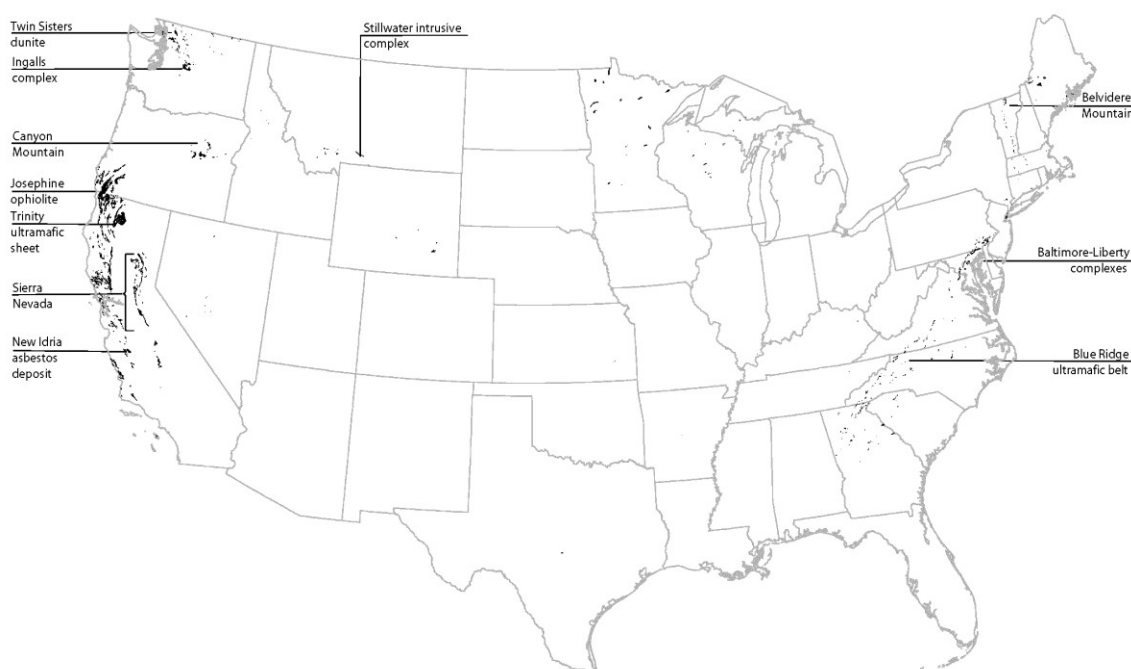 Twin Sisters
dunite
Ingalls
complex
Canyon
Mountain
Josephine
ophiolite
Trinity
ultramafic
sheet
Sierra
Nevada
New Idria
asbestos
deposit
Stillwater intrusive
complex
Belvidere
Mountain
Baltimore-Liberty
complexes
Blue Ridge
ultramafic belt